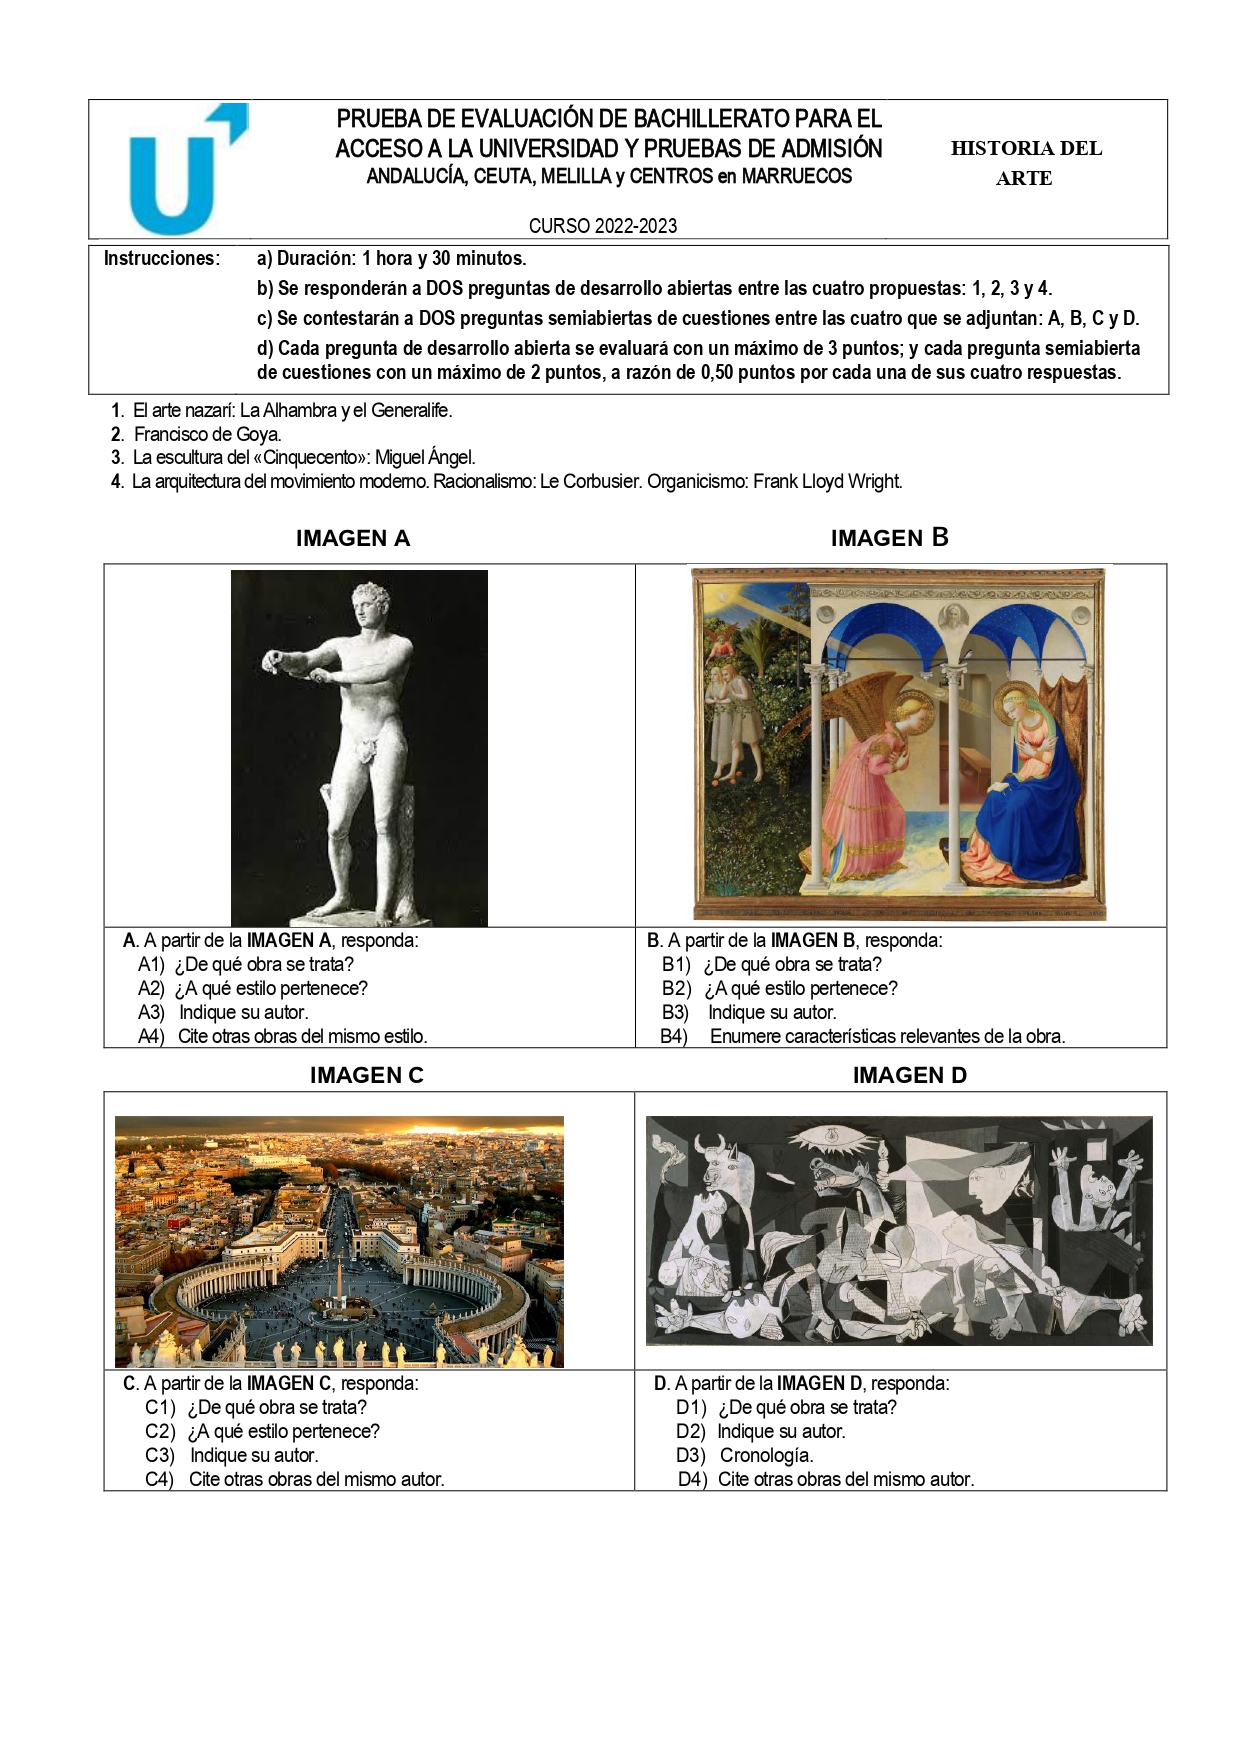 PRUEBA DE EVALUACIÓN DE BACHILLERATO PARA EL
ACCESO A LA UNIVERSIDAD Y PRUEBAS DE ADMISIÓN
ANDALUCÍA, CEUTA, MELILLA y CENTROS en MARRUECOS
CURSO 2022-2023
HISTORIA DEL
ARTE
Instrucciones:
a) Duración: 1 hora y 30 minutos.
b) Se responderán a DOS preguntas de desarrollo abiertas entre las cuatro propuestas: 1, 2, 3 y 4.
c) Se contestarán a DOS preguntas semiabiertas de cuestiones entre las cuatro que se adjuntan: A, B, C y D.
d) Cada pregunta de desarrollo abierta se evaluará con un máximo de 3 puntos; y cada pregunta semiabierta
de cuestiones con un máximo de 2 puntos, a razón de 0,50 puntos por cada una de sus cuatro respuestas.
1. El arte nazarí: La Alhambra y el Generalife.
2. Francisco de Goya.
3. La escultura del «Cinquecento»: Miguel Ángel.
4. La arquitectura del movimiento moderno. Racionalismo: Le Corbusier. Organicismo: Frank Lloyd Wright.
IMAGEN A
IMAGEN B
A. A partir de la IMAGEN A, responda:
A1) ¿De qué obra se trata?
A2) ¿A qué estilo pertenece?
A3) Indique su autor.
A4) Cite otras obras del mismo estilo.
B. A partir de la IMAGEN B, responda:
B1) ¿De qué obra se trata?
B2) ¿A qué estilo pertenece?
B3) Indique su autor.
B4) Enumere características relevantes de la obra.
IMAGEN C
IMAGEN D
C. A partir de la IMAGEN C, responda:
C1) ¿De qué obra se trata?
C2) ¿A qué estilo pertenece?
C3) Indique su autor.
C4) Cite otras obras del mismo autor.
D. A partir de la IMAGEN D, responda:
D1) ¿De qué obra se trata?
D2) Indique su autor.
D3) Cronología.
D4) Cite otras obras del mismo autor.